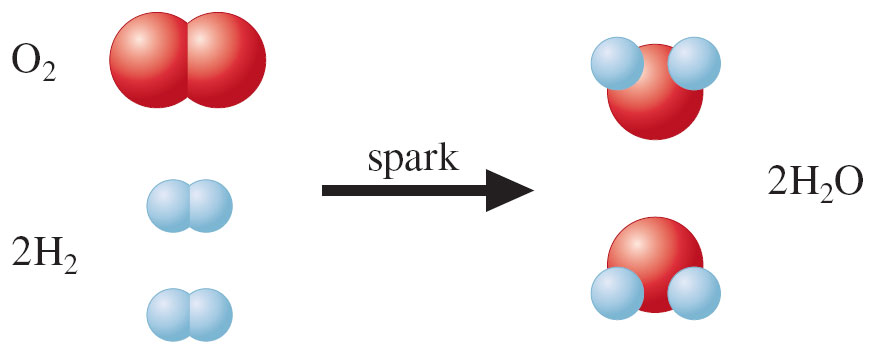 O₂
2H₂
spark
2H₂O